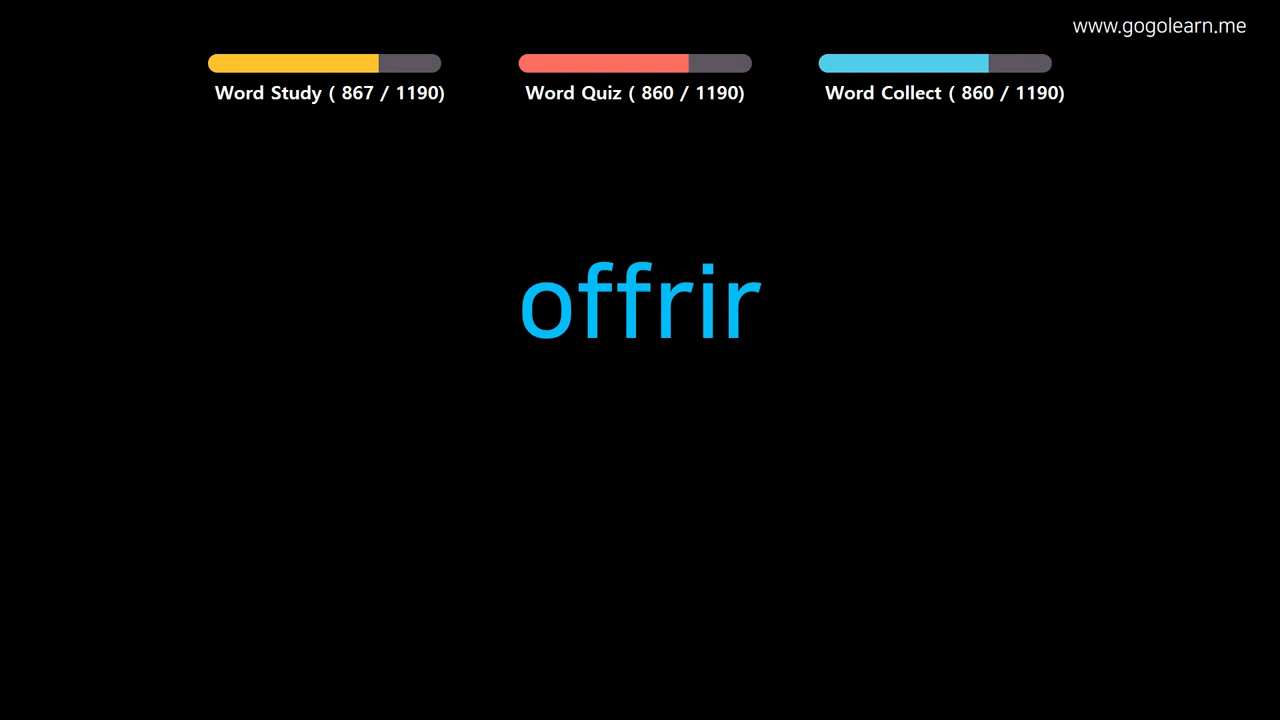 www.gogolearn.me
Word Study ( 867 / 1190)
Word Quiz ( 860 / 1190)
Word Collect ( 860 / 1190)
offrir